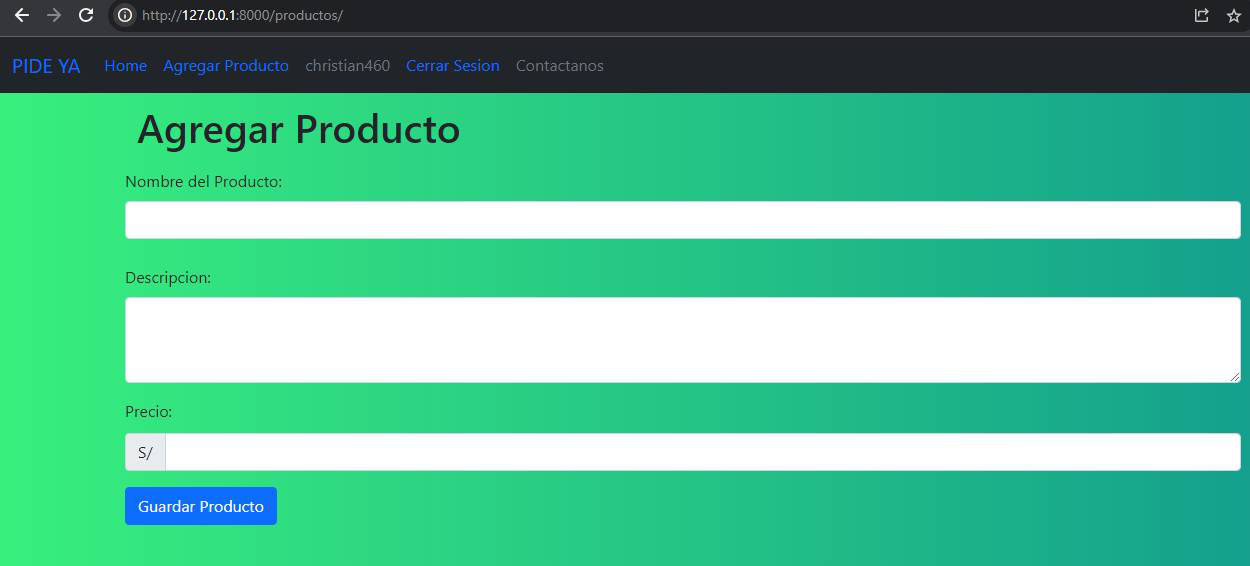 http://127.0.0.1:8000/productos/
PIDE YA Home Agregar Producto christian460 Cerrar Sesion Contactanos
Agregar Producto
Nombre del Producto:
Descripcion:
Precio:
S/
Guardar Producto